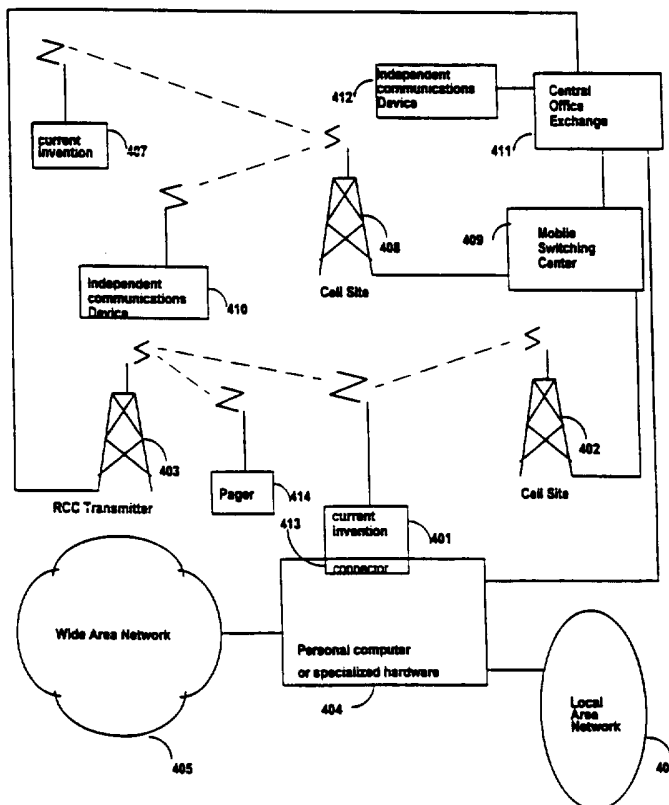 412
Independent
communications
Device
Central
Office
Exchange
411
current
invention
407
408
Cell Site
409
Mobile
Switching
Center
Independent
communications
Device
410
403
RCC Transmitter
Pager
414
402
Cell Site
413
current
invention
401
connector
Wide Area Network
405
Personal computer
or specialized hardware
404
Local
Area
Network